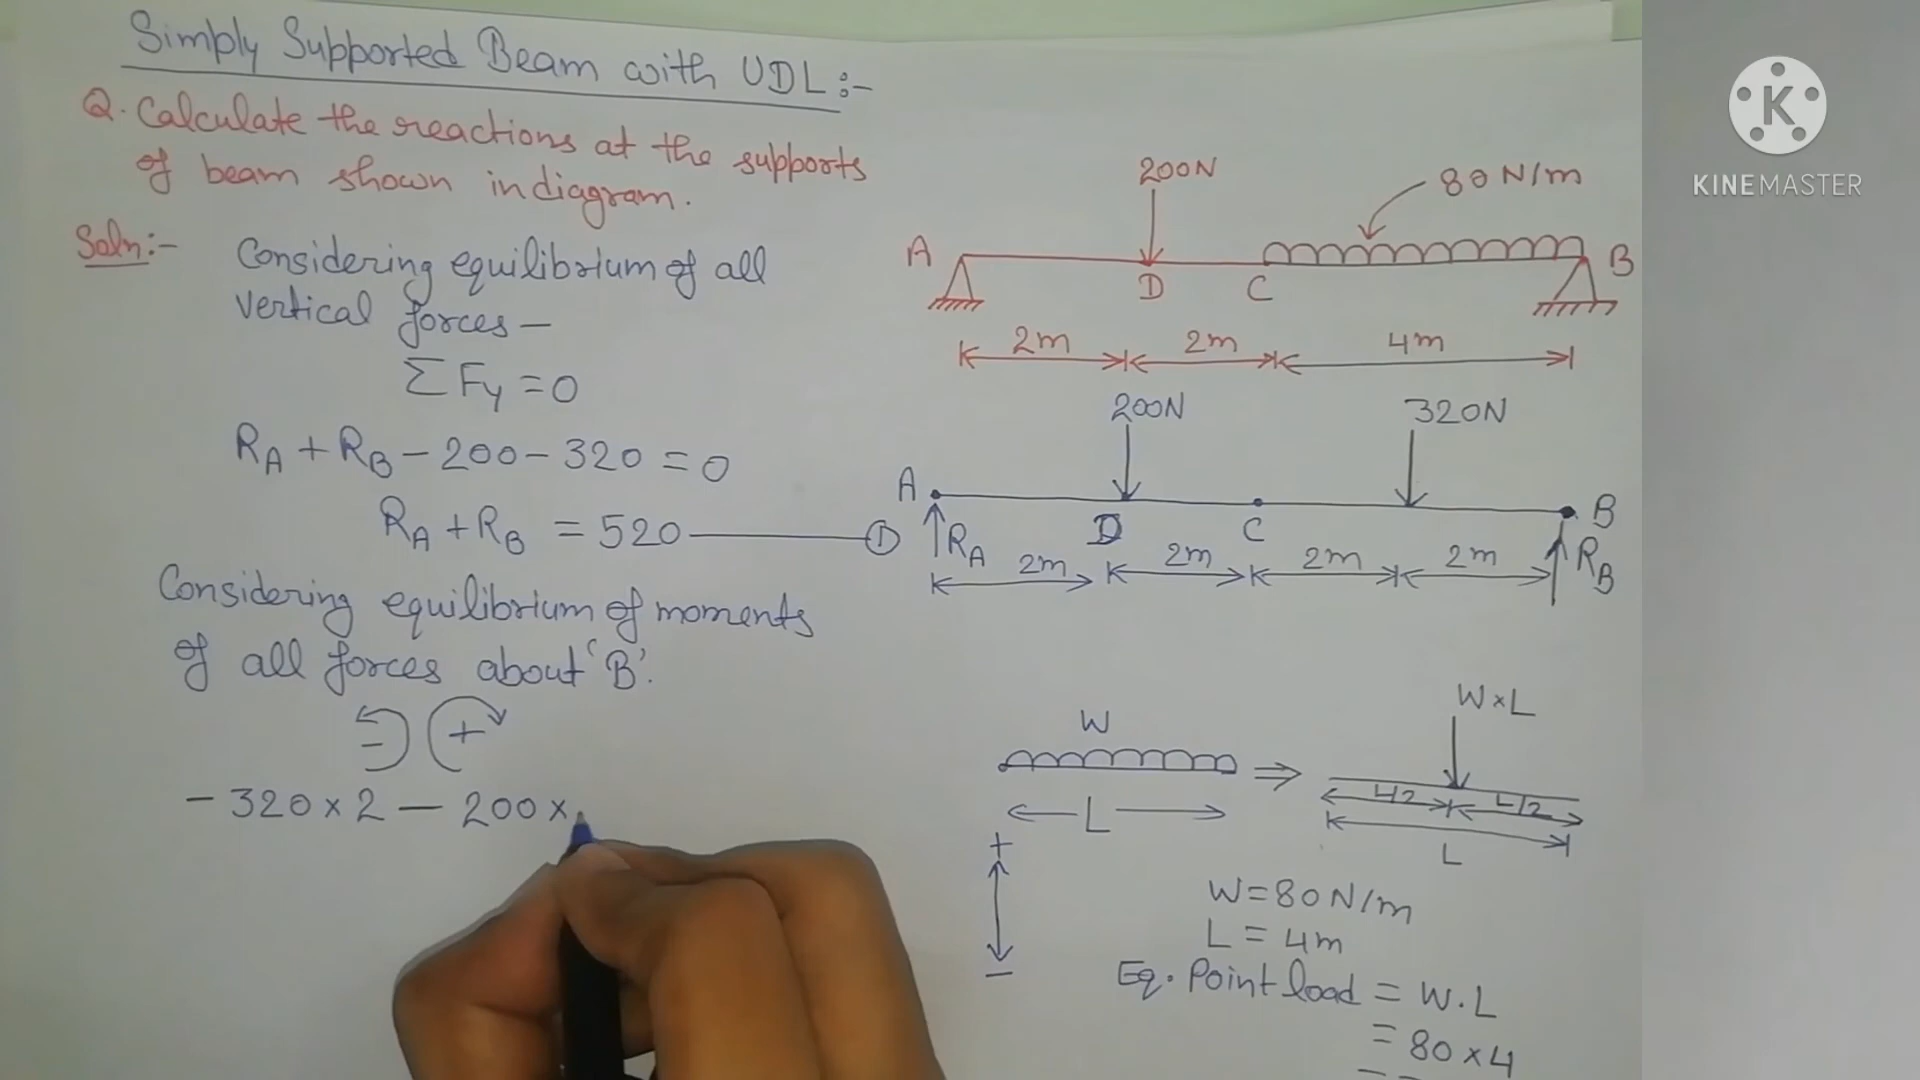 Simply Supported Beam with UDL:-
Q. Calculate the reactions at the supports
of beam shown in diagram.
Soln:- Considering equilibrium of all
vertical forces —
ΣFy = 0
RA + RB - 200 - 320 = 0
RA + RB = 520 ——— ①
Considering equilibrium of moments
of all forces about 'B'.
- +
- 320 × 2 - 200 ×
200N
80 N/m
A D C B
2m 2m 4m
200N 320N
A D C B
RA RB
2m 2m 2m 2m
W ⇒ W×L
L
L/2 L/2
L
+
-
W = 80 N/m
L = 4m
Eq. Point load = W.L
= 80 × 4
K
KINEMASTER